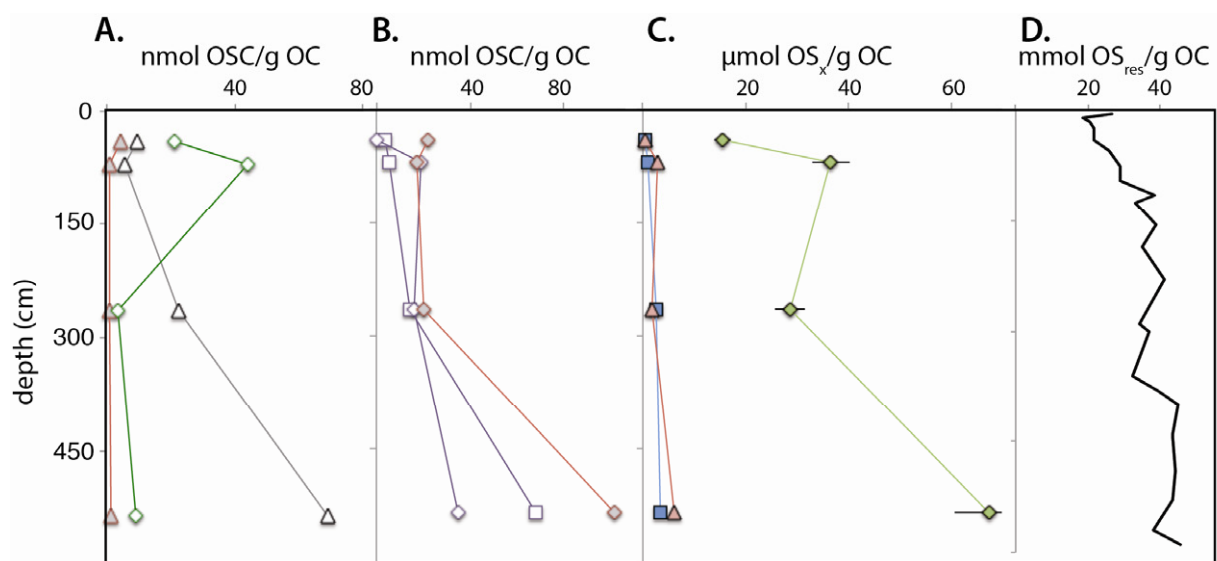 A. B. C. D.
nmol OSC/g OC nmol OSC/g OC μmol OSx/g OC mmol OSres/g OC
40 80 40 80 20 40 60 20 40
0
150
300
450
depth (cm)